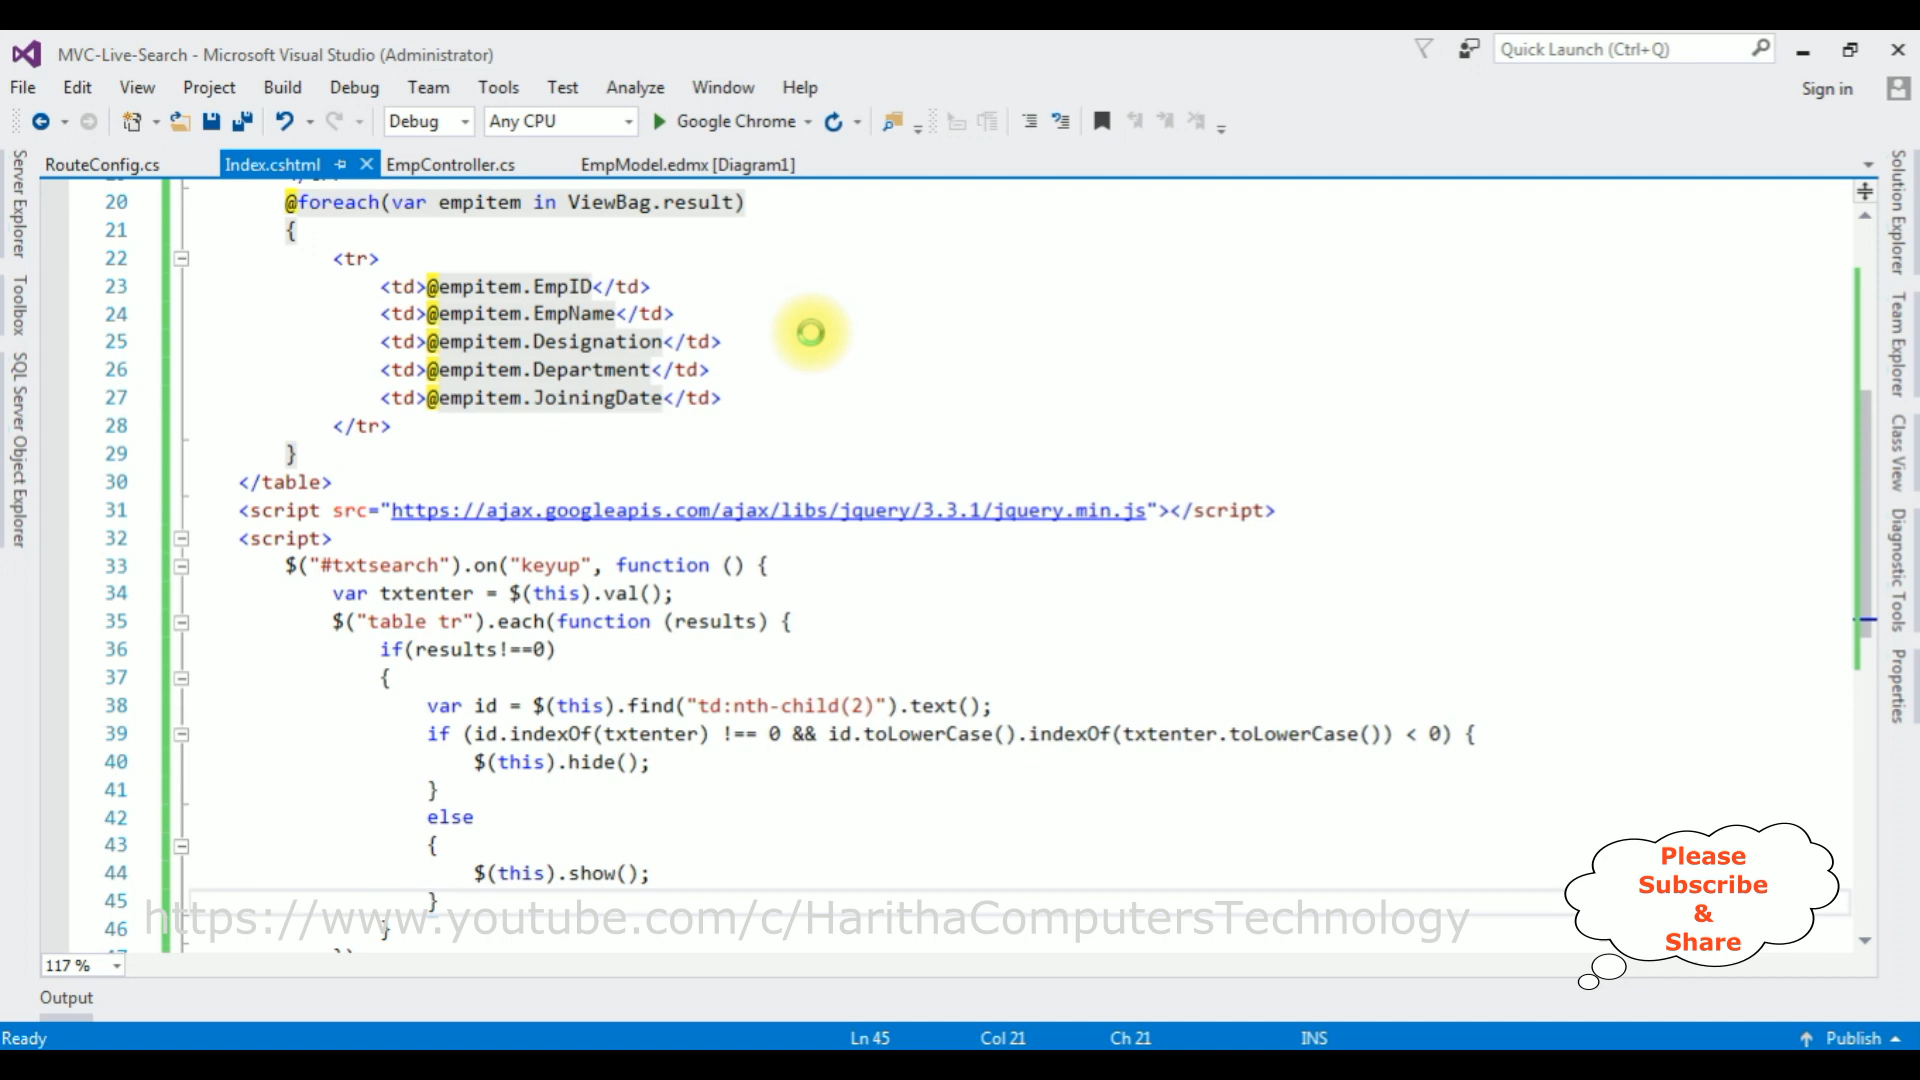 MVC-Live-Search - Microsoft Visual Studio (Administrator)
Quick Launch (Ctrl+Q)
File Edit View Project Build Debug Team Tools Test Analyze Window Help
Sign in
Debug Any CPU Google Chrome
RouteConfig.cs Index.cshtml EmpController.cs EmpModel.edmx [Diagram1]
Server Explorer
Toolbox
SQL Server Object Explorer
20 @foreach(var empitem in ViewBag.result)
21 {
22 <tr>
23 <td>@empitem.EmpID</td>
24 <td>@empitem.EmpName</td>
25 <td>@empitem.Designation</td>
26 <td>@empitem.Department</td>
27 <td>@empitem.JoiningDate</td>
28 </tr>
29 }
30 </table>
31 <script src="https://ajax.googleapis.com/ajax/libs/jquery/3.3.1/jquery.min.js"></script>
32 <script>
33 $("#txtsearch").on("keyup", function () {
34 var txtenter = $(this).val();
35 $("table tr").each(function (results) {
36 if(results!==0)
37 {
38 var id = $(this).find("td:nth-child(2)").text();
39 if (id.indexOf(txtenter) !== 0 && id.toLowerCase().indexOf(txtenter.toLowerCase()) < 0) {
40 $(this).hide();
41 }
42 else
43 {
44 $(this).show();
45 }
46 }
https://www.youtube.com/c/HarithaComputersTechnology
Please
Subscribe
&
Share
Solution Explorer
Team Explorer
Class View
Diagnostic Tools
Properties
117 %
Output
Ready Ln 45 Col 21 Ch 21 INS Publish